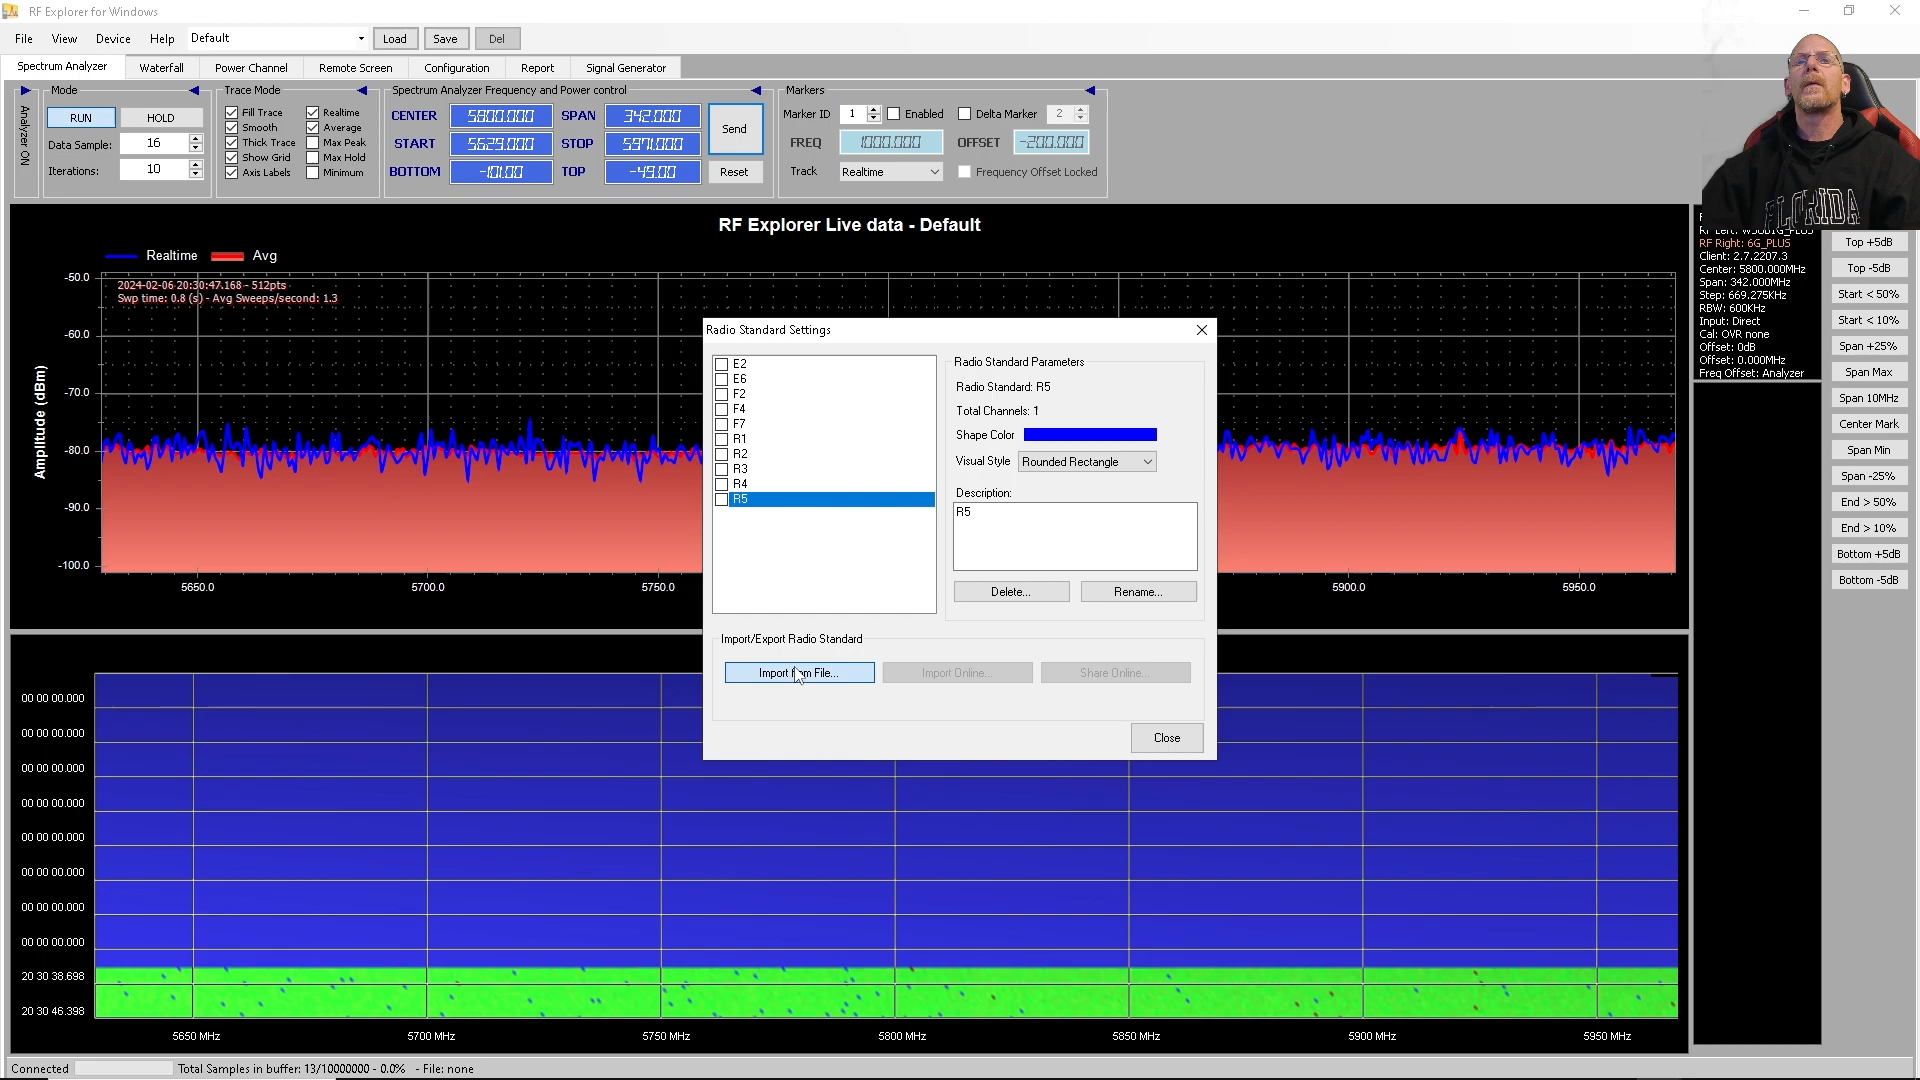 RF Explorer for Windows
File View Device Help Default Load Save Del
Spectrum Analyzer Waterfall Power Channel Remote Screen Configuration Report Signal Generator
Analyzer ON
Mode
RUN HOLD
Data Sample: 16
Iterations: 10
Trace Mode
Fill Trace Realtime
Smooth Average
Thick Trace Max Peak
Show Grid Max Hold
Axis Labels Minimum
Spectrum Analyzer Frequency and Power control
CENTER 5800.000 SPAN 342.000
START 5629.000 STOP 5971.000
BOTTOM -101.00 TOP -49.00
Send
Reset
Markers
Marker ID 1 Enabled Delta Marker 2
FREQ 1000.000 OFFSET -200.000
Track Realtime Frequency Offset Locked
FLORIDA
RF Explorer Live data - Default
Realtime Avg
2024-02-06 20:30:47.168 - 512pts
Swp time: 0.8 (s) - Avg Sweeps/second: 1.3
Amplitude (dBm)
-50.0
-60.0
-70.0
-80.0
-90.0
-100.0
5650.0 5700.0 5750.0 5900.0 5950.0
Radio Standard Settings
E2
E6
F2
F4
F7
R1
R2
R3
R4
R5
Radio Standard Parameters
Radio Standard: R5
Total Channels: 1
Shape Color
Visual Style Rounded Rectangle
Description:
R5
Delete... Rename...
Import/Export Radio Standard
Import from File... Import Online... Share Online...
Close
RF Left: WSUB1G_PLUS
RF Right: 6G_PLUS
Client: 2.7.2207.3
Center: 5800.000MHz
Span: 342.000MHz
Step: 669.275KHz
RBW: 600KHz
Input: Direct
Cal: OVR none
Offset: 0dB
Offset: 0.000MHz
Freq Offset: Analyzer
Top +5dB
Top -5dB
Start < 50%
Start < 10%
Span +25%
Span Max
Span 10MHz
Center Mark
Span Min
Span -25%
End > 50%
End > 10%
Bottom +5dB
Bottom -5dB
00 00 00.000
00 00 00.000
00 00 00.000
00 00 00.000
00 00 00.000
00 00 00.000
00 00 00.000
00 00 00.000
20 30 38.698
20 30 46.398
5650 MHz 5700 MHz 5750 MHz 5800 MHz 5850 MHz 5900 MHz 5950 MHz
Connected Total Samples in buffer: 13/10000000 - 0.0% - File: none